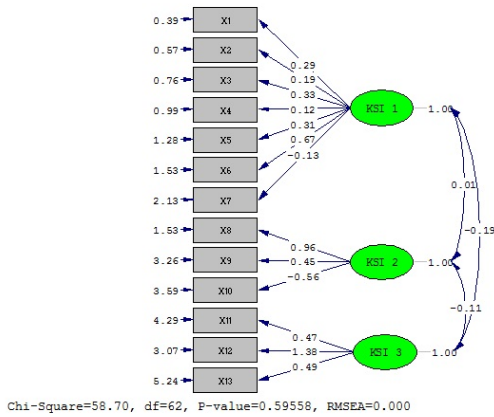 0.39 X1
0.57 X2
0.76 X3
0.99 X4
1.28 X5
1.53 X6
2.13 X7
1.53 X8
3.26 X9
3.59 X10
4.29 X11
3.07 X12
5.24 X13
0.29
0.19
0.33
0.12
0.31
0.67
-0.13
KSI 1 1.00
0.96
0.45
-0.56
KSI 2 1.00
0.47
1.38
0.49
KSI 3 1.00
0.01
-0.19
-0.11
Chi-Square=58.70, df=62, P-value=0.59558, RMSEA=0.000